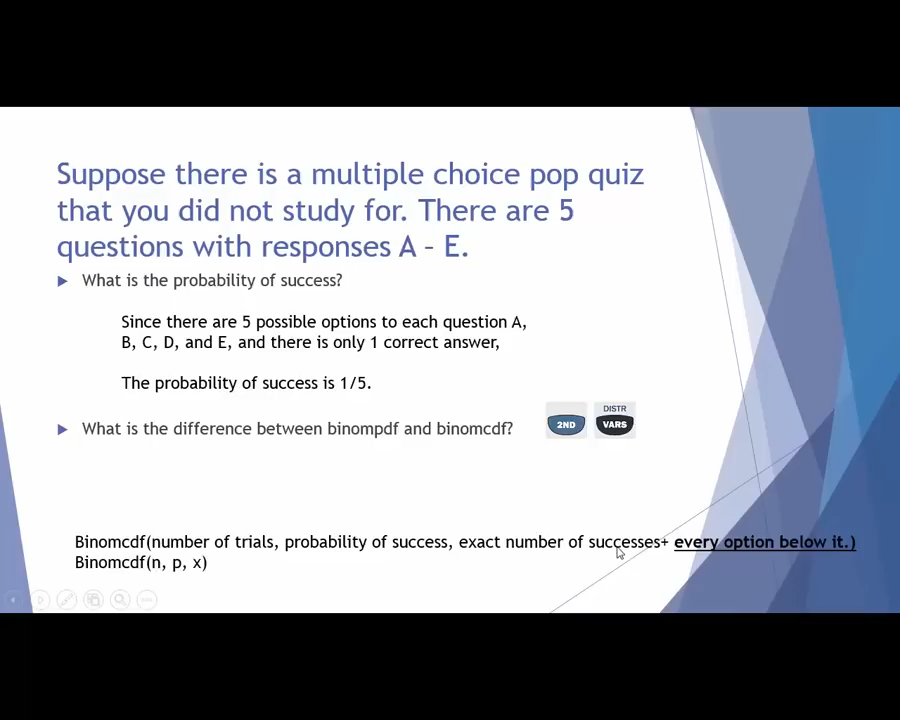 Suppose there is a multiple choice pop quiz
that you did not study for. There are 5
questions with responses A – E.
What is the probability of success?
Since there are 5 possible options to each question A,
B, C, D, and E, and there is only 1 correct answer,
The probability of success is 1/5.
What is the difference between binompdf and binomcdf?
2ND
DISTR
VARS
Binomcdf(number of trials, probability of success, exact number of successes+ every option below it.)
Binomcdf(n, p, x)